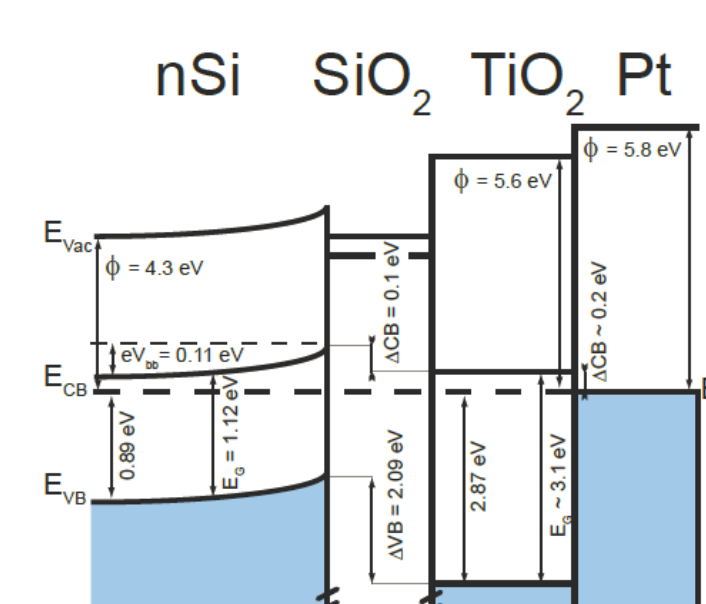 nSi SiO2 TiO2 Pt
ϕ = 5.8 eV
ϕ = 5.6 eV
EVac
ϕ = 4.3 eV
ΔCB = 0.1 eV
ΔCB ~ 0.2 eV
eVbb = 0.11 eV
ECB
E
0.89 eV
EG = 1.12 eV
ΔVB = 2.09 eV
2.87 eV
EG ~ 3.1 eV
EVB